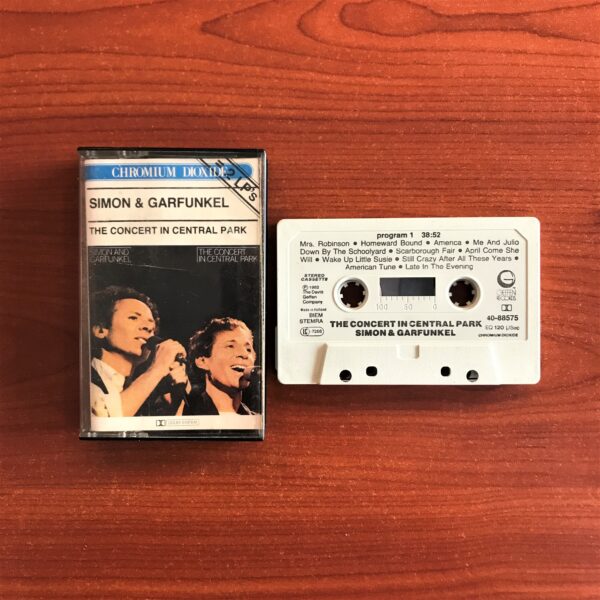 CHROMIUM DIOXIDE
= 2 LP'S
SIMON & GARFUNKEL
THE CONCERT IN CENTRAL PARK
SIMON AND
GARFUNKEL
THE CONCERT
IN CENTRAL PARK
program 1 38:52
Mrs. Robinson • Homeward Bound • America • Me And Julio
Down By The Schoolyard • Scarborough Fair • April Come She
Will • Wake Up Little Susie • Still Crazy After All These Years •
American Tune • Late In The Evening
STEREO
CASSETTE
The David
Geffen
Company
Made in Holland
BIEM
STEMRA
100 50 0
GEFFEN
RECORDS
THE CONCERT IN CENTRAL PARK
SIMON & GARFUNKEL
40-88575
CHROMIUM DIOXIDE